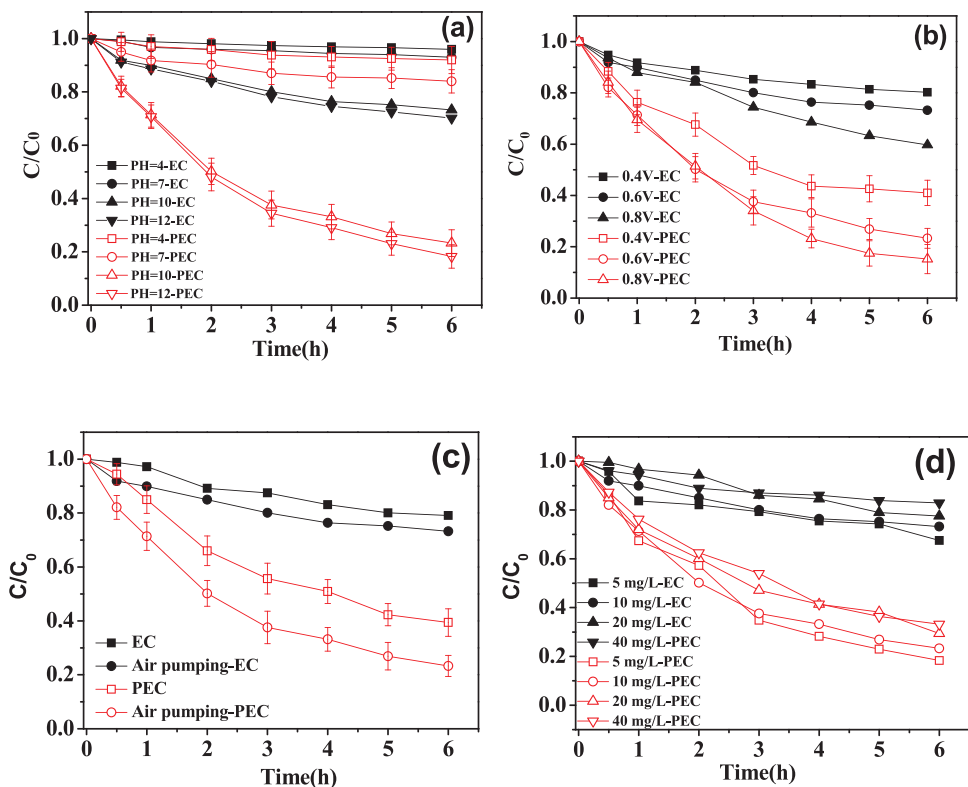 (a)
C/C0
1.0
0.8
0.6
0.4
0.2
0.0
PH=4-EC
PH=7-EC
PH=10-EC
PH=12-EC
PH=4-PEC
PH=7-PEC
PH=10-PEC
PH=12-PEC
0 1 2 3 4 5 6
Time(h)
(b)
C/C0
1.0
0.8
0.6
0.4
0.2
0.0
0.4V-EC
0.6V-EC
0.8V-EC
0.4V-PEC
0.6V-PEC
0.8V-PEC
0 1 2 3 4 5 6
Time(h)
(c)
C/C0
1.0
0.8
0.6
0.4
0.2
0.0
EC
Air pumping-EC
PEC
Air pumping-PEC
0 1 2 3 4 5 6
Time(h)
(d)
C/C0
1.0
0.8
0.6
0.4
0.2
0.0
5 mg/L-EC
10 mg/L-EC
20 mg/L-EC
40 mg/L-PEC
5 mg/L-PEC
10 mg/L-PEC
20 mg/L-PEC
40 mg/L-PEC
0 1 2 3 4 5 6
Time(h)